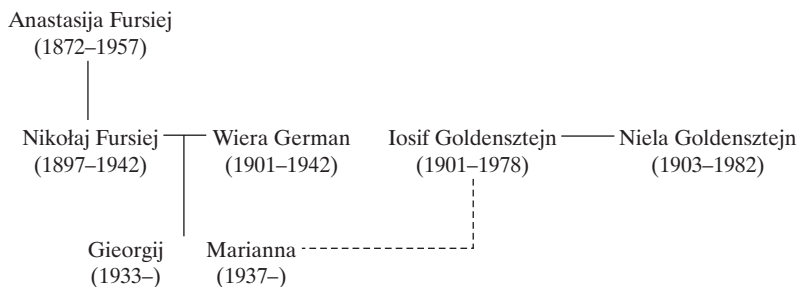 Anastasija Fursiej
(1872–1957)
Nikołaj Fursiej
(1897–1942)
Wiera German
(1901–1942)
Iosif Goldensztejn
(1901–1978)
Niela Goldensztejn
(1903–1982)
Gieorgij
(1933–)
Marianna
(1937–)